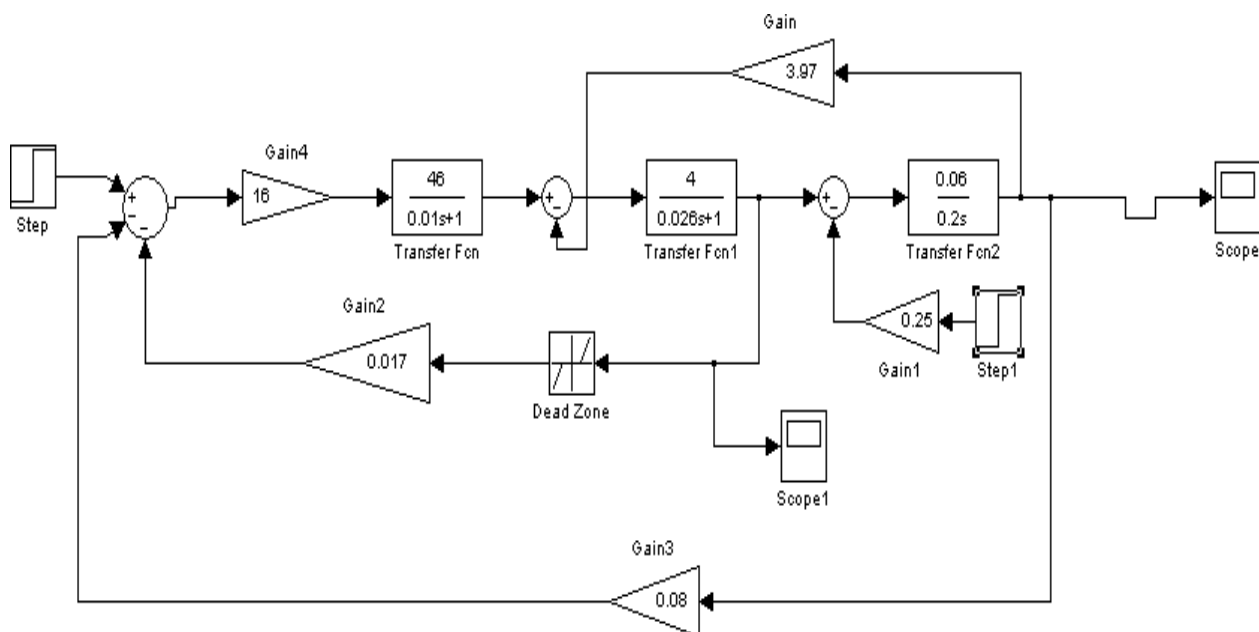 Gain
3.97
Gain4
16
46
0.01s+1
Transfer Fcn
+
−
4
0.026s+1
Transfer Fcn1
+
−
0.06
0.2s
Transfer Fcn2
Step
+
−
−
Scope
Gain2
0.017
Dead Zone
0.25
Gain1
Step1
Scope1
Gain3
0.08